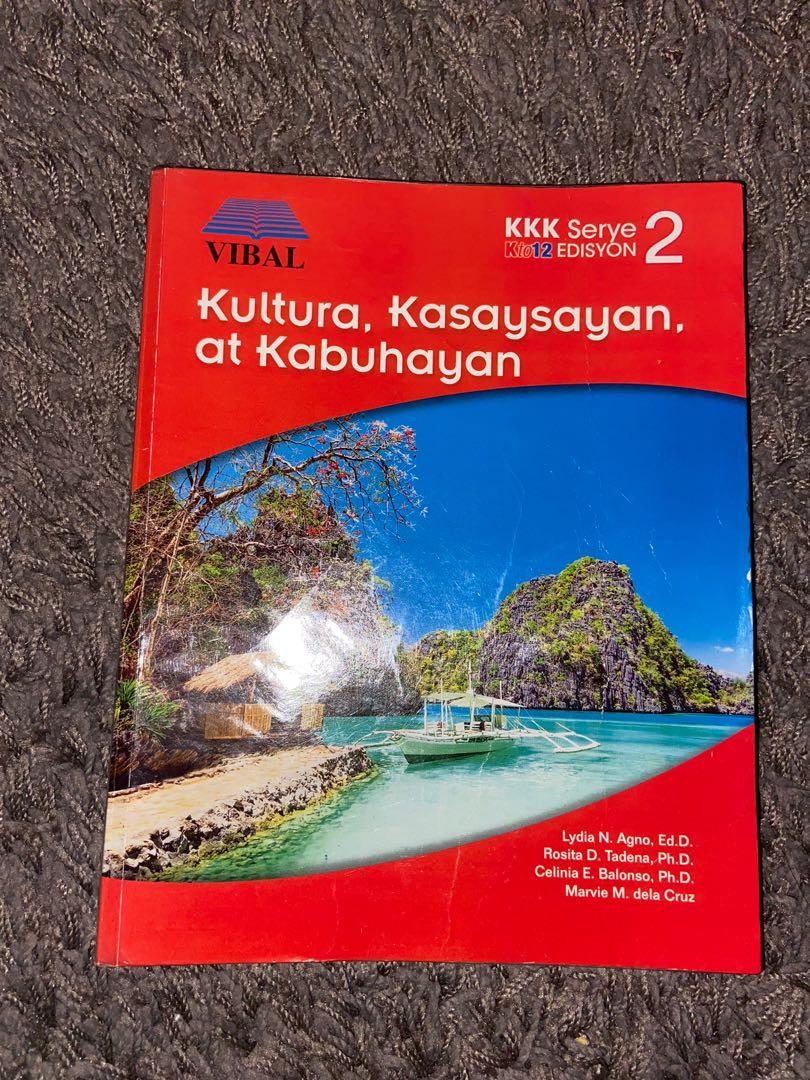 VIBAL
KKK Serye 2
Kto12 EDISYON
Kultura, Kasaysayan,
at Kabuhayan
Lydia N. Agno, Ed.D.
Rosita D. Tadena, Ph.D.
Celinia E. Balonso, Ph.D.
Marvie M. dela Cruz